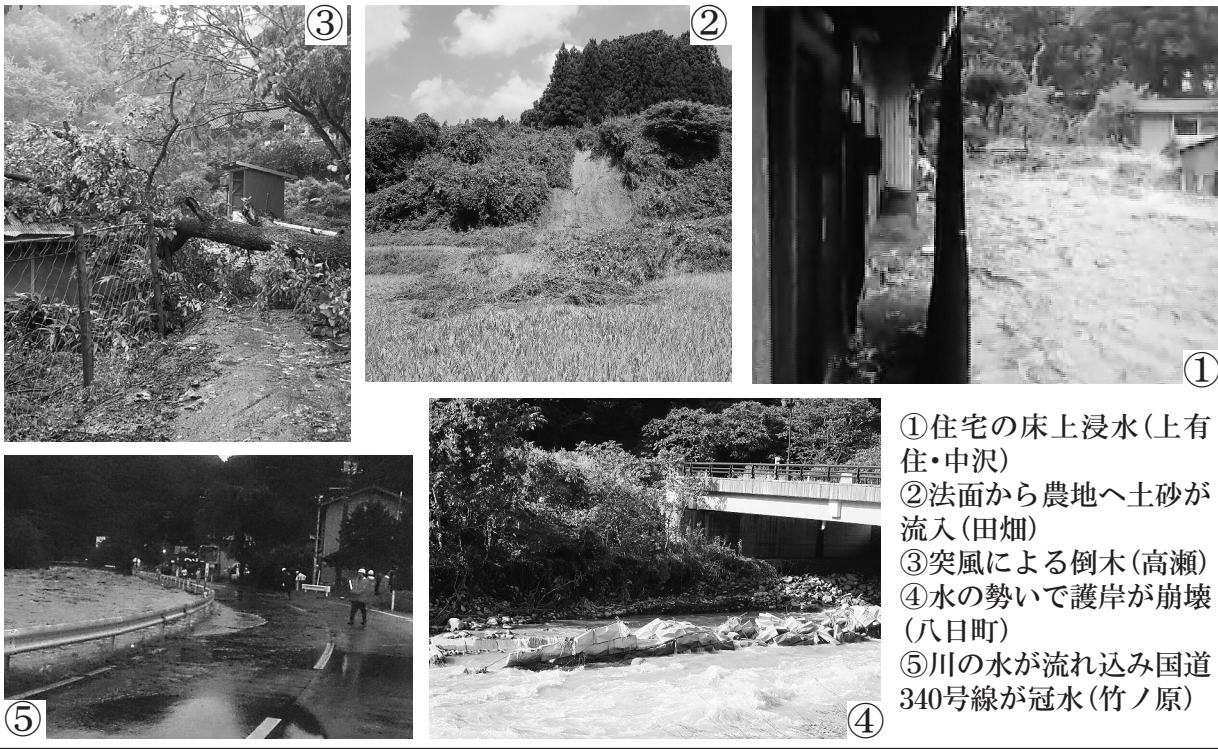 ③
②
①
⑤
④
①住宅の床上浸水(上有
住・中沢)
②法面から農地へ土砂が
流入(田畑)
③突風による倒木(高瀬)
④水の勢いで護岸が崩壊
(八日町)
⑤川の水が流れ込み国道
340号線が冠水(竹ノ原)